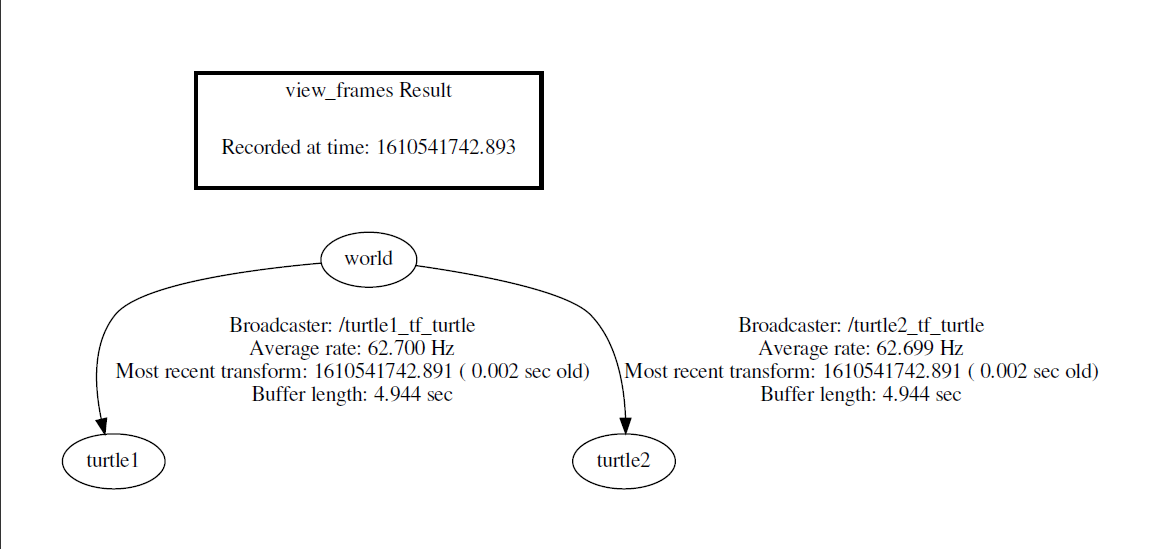 view_frames Result
Recorded at time: 1610541742.893
world
Broadcaster: /turtle1_tf_turtle
Average rate: 62.700 Hz
Most recent transform: 1610541742.891 ( 0.002 sec old)
Buffer length: 4.944 sec
Broadcaster: /turtle2_tf_turtle
Average rate: 62.699 Hz
Most recent transform: 1610541742.891 ( 0.002 sec old)
Buffer length: 4.944 sec
turtle1
turtle2